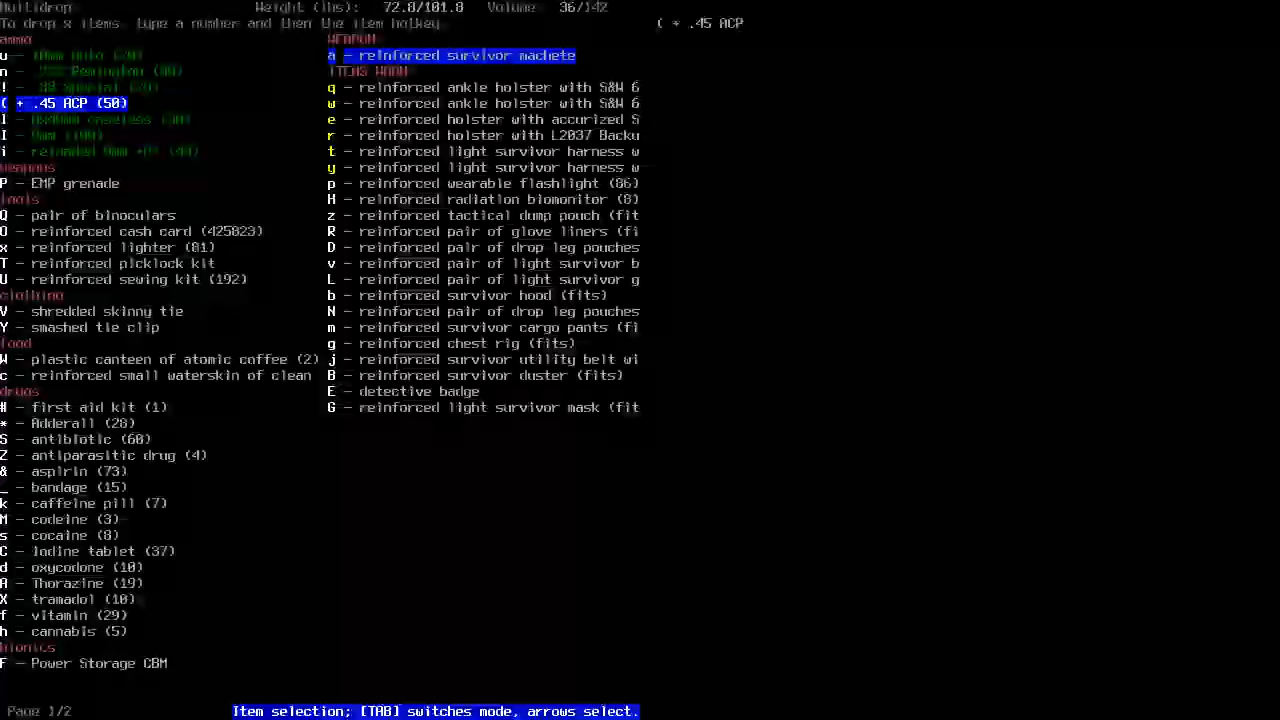 Multidrop Weight (lbs): 72.8/101.8 Volume 36/142
To drop x items, type a number and then the item hotkey.
( + .45 ACP
ammo
u - 10mm auto
n - Remington
! - .38 Special
( + .45 ACP (50)
l - caseless
I - 9mm (100)
i - reloaded 9mm +P+
weapons
P - EMP grenade
tools
Q - pair of binoculars
O - reinforced cash card (425823)
x - reinforced lighter (81)
T - reinforced picklock kit
U - reinforced sewing kit (192)
clothing
V - shredded skinny tie
Y - smashed tie clip
food
W - plastic canteen of atomic coffee (2)
c - reinforced small waterskin of clean
drugs
# - first aid kit (1)
* - Adderall (28)
S - antibiotic (60)
Z - antiparasitic drug (4)
& - aspirin (73)
_ - bandage (15)
k - caffeine pill (7)
M - codeine (3)
s - cocaine (8)
C - iodine tablet (37)
d - oxycodone (10)
A - Thorazine (19)
X - tramadol (10)
f - vitamin (29)
h - cannabis (5)
bionics
F - Power Storage CBM
WEAPON
a - reinforced survivor machete
ITEMS WORN
q - reinforced ankle holster with S&W 6
w - reinforced ankle holster with S&W 6
e - reinforced holster with accurized S
r - reinforced holster with L2037 Backu
t - reinforced light survivor harness w
y - reinforced light survivor harness w
p - reinforced wearable flashlight (86)
H - reinforced radiation biomonitor (8)
z - reinforced tactical dump pouch (fit
R - reinforced pair of glove liners (fi
D - reinforced pair of drop leg pouches
v - reinforced pair of light survivor b
L - reinforced pair of light survivor g
b - reinforced survivor hood (fits)
N - reinforced pair of drop leg pouches
m - reinforced survivor cargo pants (fi
g - reinforced chest rig (fits)
j - reinforced survivor utility belt wi
B - reinforced survivor duster (fits)
E - detective badge
G - reinforced light survivor mask (fit
Page 1/2 Item selection; [TAB] switches mode, arrows select.